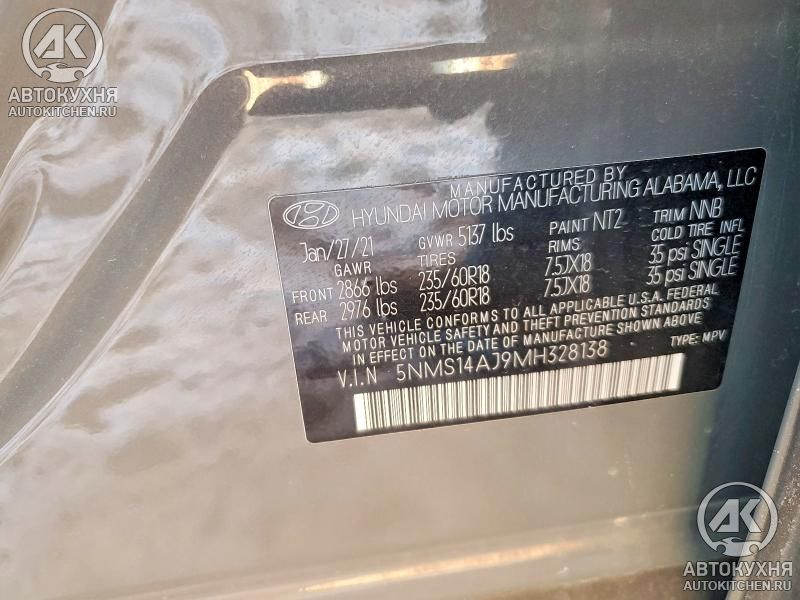 АК
АВТОКУХНЯ
AUTOKITCHEN.RU
MANUFACTURED BY
HYUNDAI MOTOR MANUFACTURING ALABAMA, LLC
Jan/27/21 GVWR 5137 lbs PAINT NT2 TRIM NNB
GAWR TIRES RIMS COLD TIRE INFL
FRONT 2866 lbs 235/60R18 7.5JX18 35 psi SINGLE
REAR 2976 lbs 235/60R18 7.5JX18 35 psi SINGLE
THIS VEHICLE CONFORMS TO ALL APPLICABLE U.S.A. FEDERAL
MOTOR VEHICLE SAFETY AND THEFT PREVENTION STANDARDS
IN EFFECT ON THE DATE OF MANUFACTURE SHOWN ABOVE
V.I.N 5NMS14AJ9MH328138 TYPE: MPV
АК
АВТОКУХНЯ
AUTOKITCHEN.RU